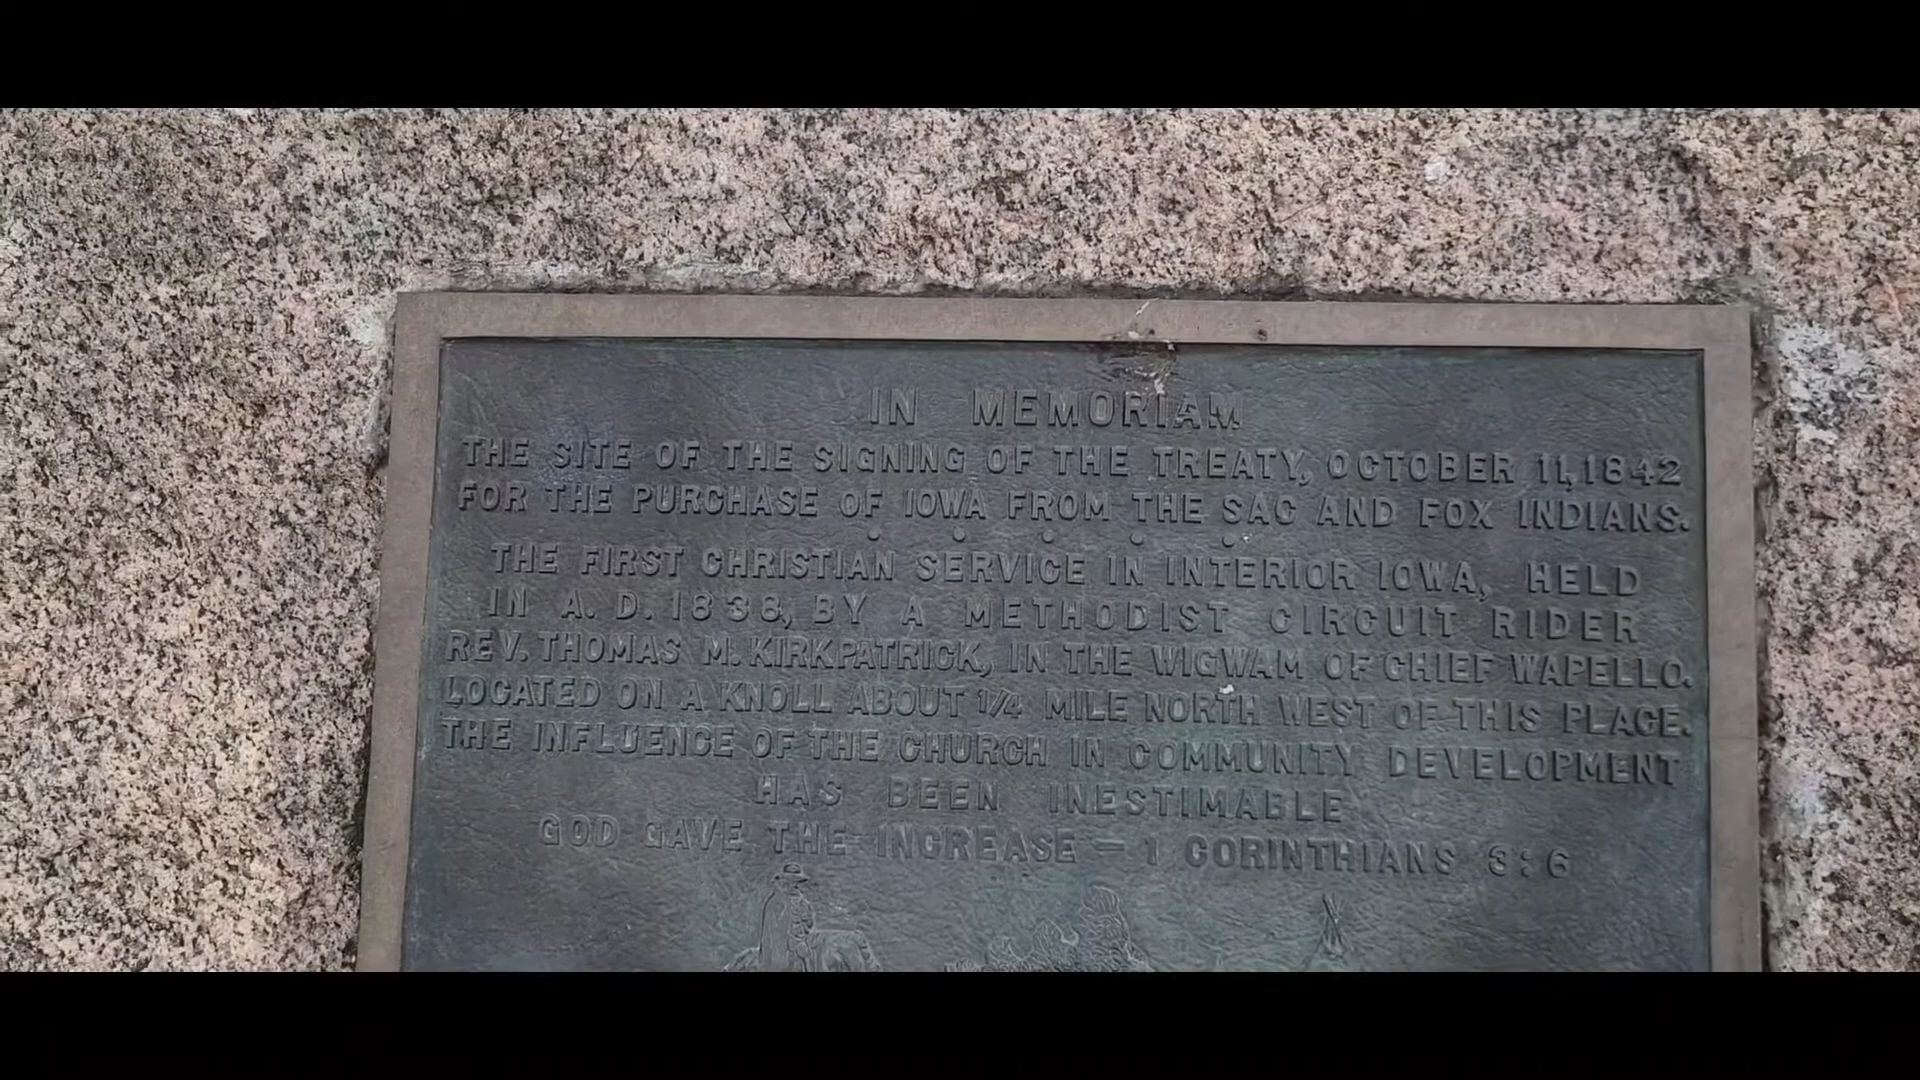 IN MEMORIAM
THE SITE OF THE SIGNING OF THE TREATY, OCTOBER 11, 1842
FOR THE PURCHASE OF IOWA FROM THE SAC AND FOX INDIANS.
• • • • •
THE FIRST CHRISTIAN SERVICE IN INTERIOR IOWA, HELD
IN A. D. 1838, BY A METHODIST CIRCUIT RIDER
REV. THOMAS M. KIRKPATRICK, IN THE WIGWAM OF CHIEF WAPELLO.
LOCATED ON A KNOLL ABOUT 1/4 MILE NORTH WEST OF THIS PLACE.
THE INFLUENCE OF THE CHURCH IN COMMUNITY DEVELOPMENT
HAS BEEN INESTIMABLE
GOD GAVE THE INCREASE — 1 CORINTHIANS 3:6